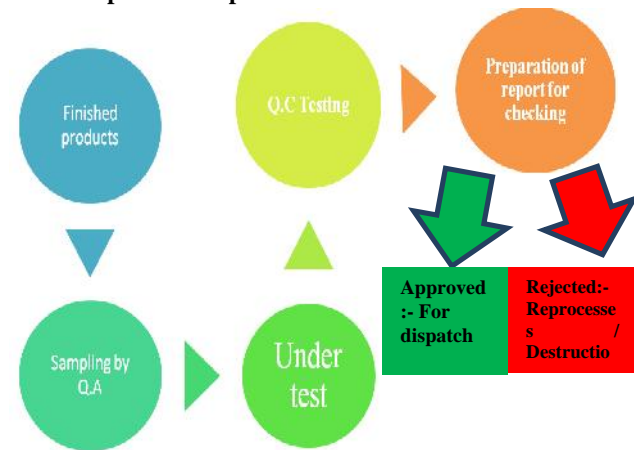 Finished
products
Sampling by
Q.A
Under
test
Q.C Testing
Preparation of
report for
checking
Approved
:- For
dispatch
Rejected:-
Reprocesse
s /
Destructio